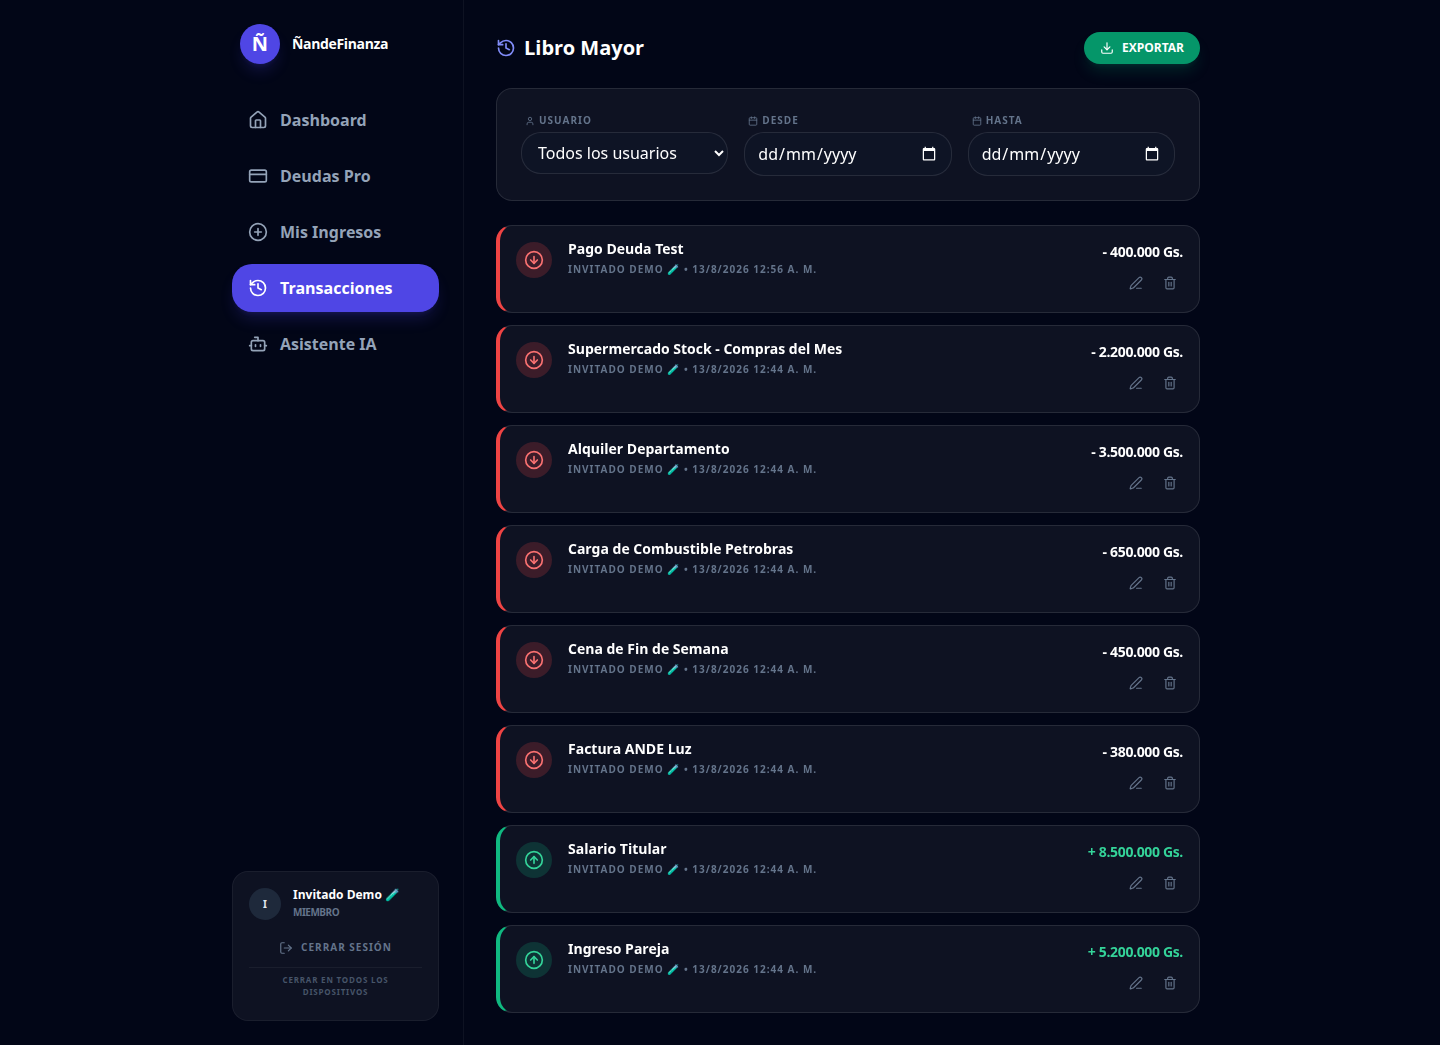 Ñ ÑandeFinanza
Dashboard
Deudas Pro
Mis Ingresos
Transacciones
Asistente IA
I Invitado Demo 🧪
MIEMBRO
CERRAR SESIÓN
CERRAR EN TODOS LOS
DISPOSITIVOS
Libro Mayor
EXPORTAR
USUARIO DESDE HASTA
Todos los usuarios dd/mm/yyyy dd/mm/yyyy
Pago Deuda Test - 400.000 Gs.
INVITADO DEMO 🧪 • 13/8/2026 12:56 A. M.
Supermercado Stock - Compras del Mes - 2.200.000 Gs.
INVITADO DEMO 🧪 • 13/8/2026 12:44 A. M.
Alquiler Departamento - 3.500.000 Gs.
INVITADO DEMO 🧪 • 13/8/2026 12:44 A. M.
Carga de Combustible Petrobras - 650.000 Gs.
INVITADO DEMO 🧪 • 13/8/2026 12:44 A. M.
Cena de Fin de Semana - 450.000 Gs.
INVITADO DEMO 🧪 • 13/8/2026 12:44 A. M.
Factura ANDE Luz - 380.000 Gs.
INVITADO DEMO 🧪 • 13/8/2026 12:44 A. M.
Salario Titular + 8.500.000 Gs.
INVITADO DEMO 🧪 • 13/8/2026 12:44 A. M.
Ingreso Pareja + 5.200.000 Gs.
INVITADO DEMO 🧪 • 13/8/2026 12:44 A. M.